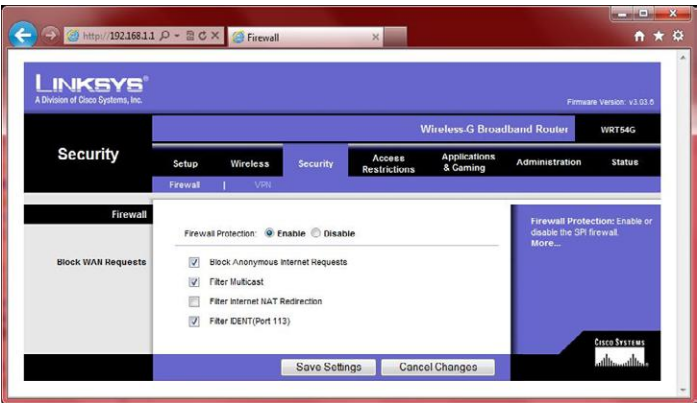 http://192.168.1.1
Firewall
LINKSYS®
A Division of Cisco Systems, Inc.
Firmware Version: v3.03.6
Wireless-G Broadband Router WRT54G
Security
Setup Wireless Security Access Restrictions Applications & Gaming Administration Status
Firewall | VPN
Firewall
Firewall Protection: Enable Disable
Block WAN Requests
Block Anonymous Internet Requests
Filter Multicast
Filter Internet NAT Redirection
Filter IDENT(Port 113)
Firewall Protection: Enable or
disable the SPI firewall.
More...
Save Settings Cancel Changes
CISCO SYSTEMS